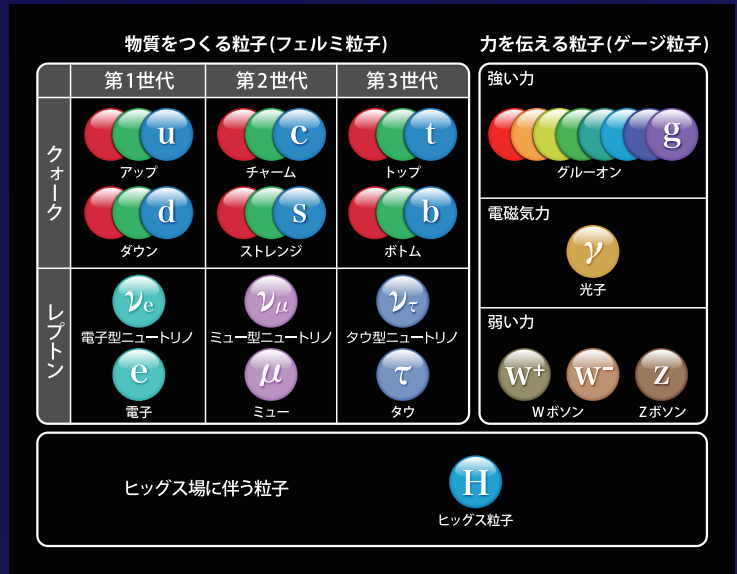 物質をつくる粒子(フェルミ粒子)
第1世代
第2世代
第3世代
クォーク
u
アップ
c
チャーム
t
トップ
d
ダウン
s
ストレンジ
b
ボトム
レプトン
νe
電子型ニュートリノ
νμ
ミュー型ニュートリノ
ντ
タウ型ニュートリノ
e
電子
μ
ミュー
τ
タウ
力を伝える粒子(ゲージ粒子)
強い力
g
グルーオン
電磁気力
γ
光子
弱い力
W+
W-
Wボソン
Z
Zボソン
ヒッグス場に伴う粒子
H
ヒッグス粒子